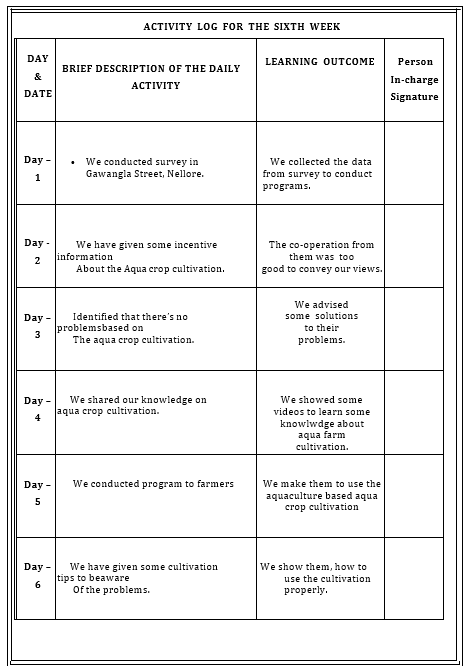 ACTIVITY LOG FOR THE SIXTH WEEK
DAY
&
DATE
BRIEF DESCRIPTION OF THE DAILY
ACTIVITY
LEARNING OUTCOME
Person
In-charge
Signature
Day –
1
• We conducted survey in
Gawangla Street, Nellore.
We collected the data
from survey to conduct
programs.
Day -
2
We have given some incentive
information
About the Aqua crop cultivation.
The co-operation from
them was too
good to convey our views.
Day –
3
Identified that there's no
problemsbased on
The aqua crop cultivation.
We advised
some solutions
to their
problems.
Day –
4
We shared our knowledge on
aqua crop cultivation.
We showed some
videos to learn some
knowlwdge about
aqua farm
cultivation.
Day –
5
We conducted program to farmers
We make them to use the
aquaculture based aqua
crop cultivation
Day –
6
We have given some cultivation
tips to beaware
Of the problems.
We show them, how to
use the cultivation
properly.